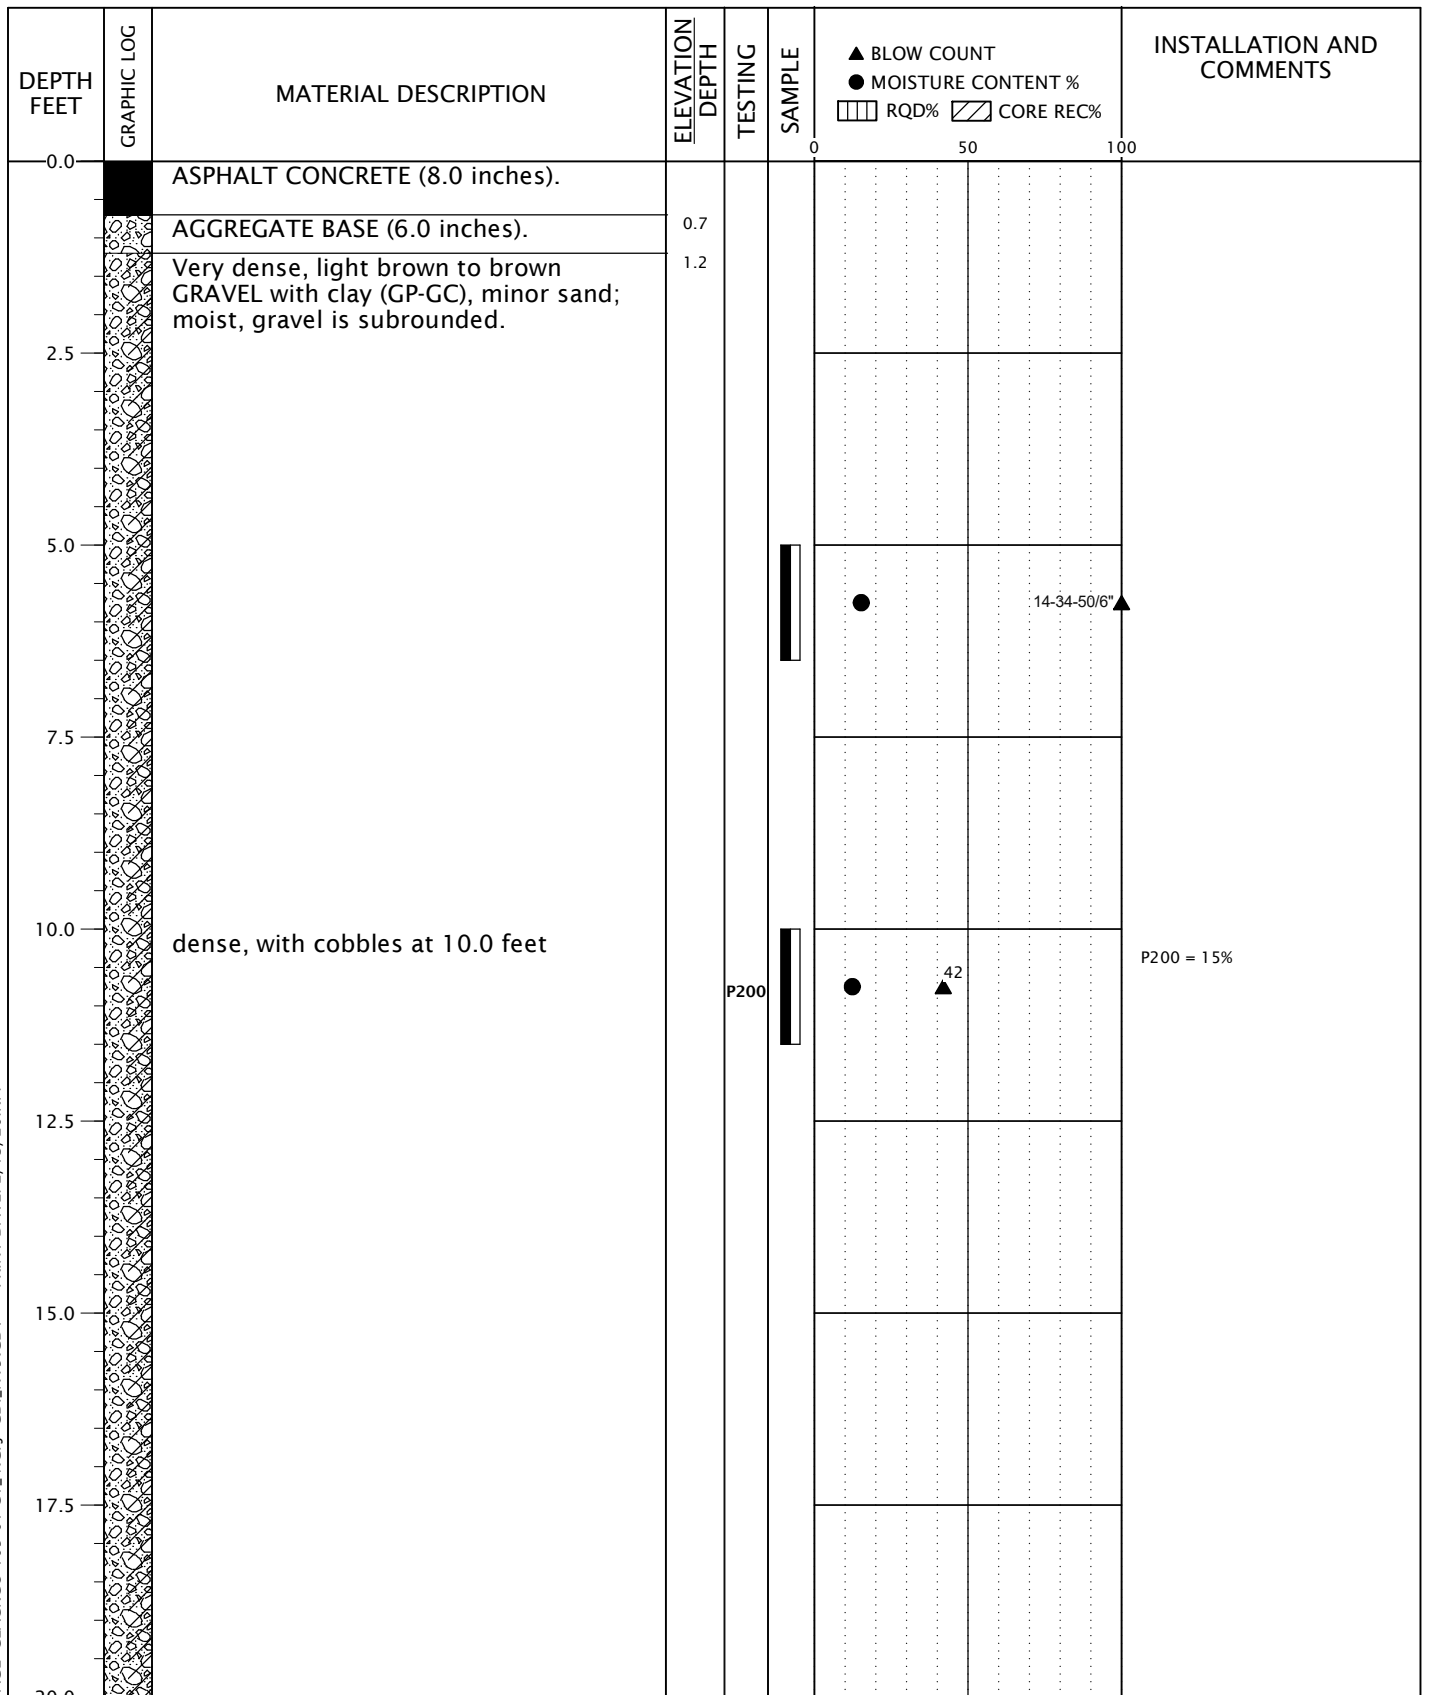 DEPTH
FEET
GRAPHIC LOG
MATERIAL DESCRIPTION
ELEVATION
DEPTH
TESTING
SAMPLE
▲ BLOW COUNT
● MOISTURE CONTENT %
RQD% CORE REC%
0 50 100
INSTALLATION AND
COMMENTS
0.0
ASPHALT CONCRETE (8.0 inches).
0.7
AGGREGATE BASE (6.0 inches).
1.2
Very dense, light brown to brown
GRAVEL with clay (GP-GC), minor sand;
moist, gravel is subrounded.
2.5
5.0
14-34-50/6"
7.5
10.0
dense, with cobbles at 10.0 feet
P200 = 15%
42
P200
12.5
15.0
17.5